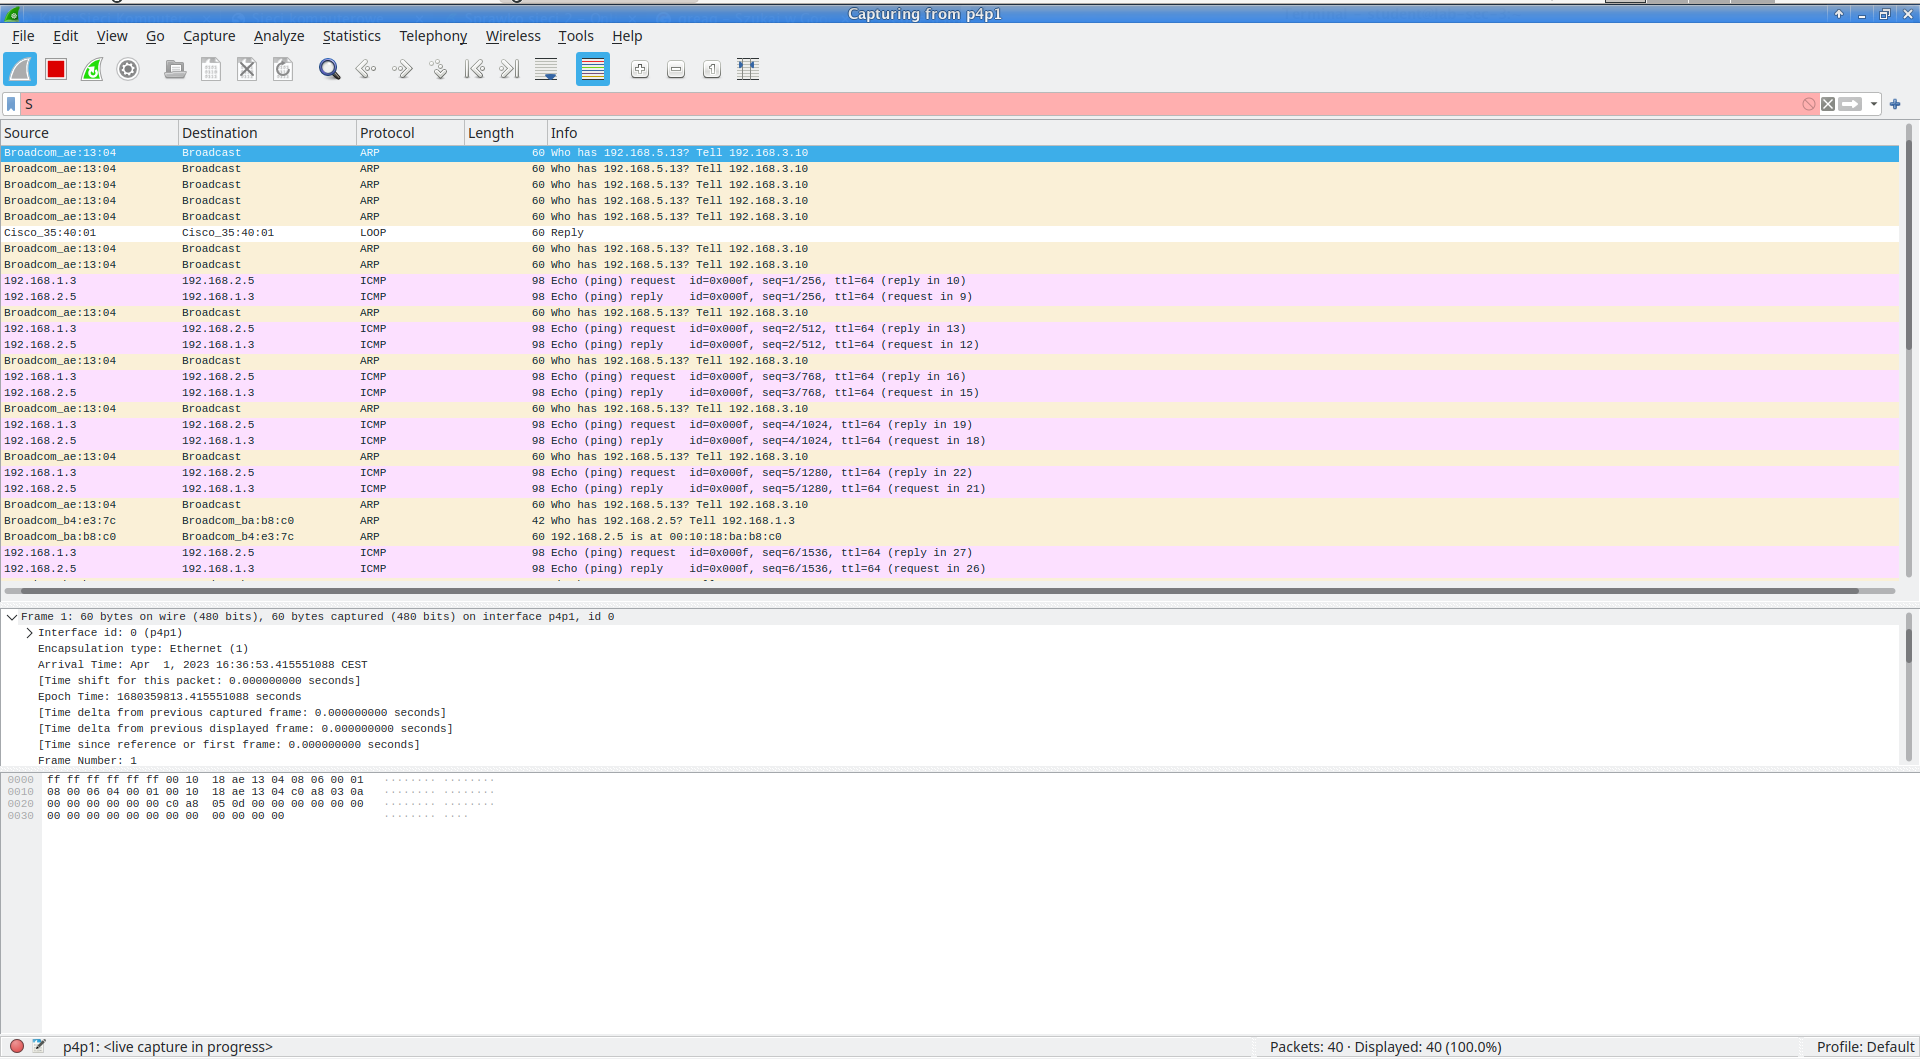 Capturing from p4p1
File Edit View Go Capture Analyze Statistics Telephony Wireless Tools Help
S
Source Destination Protocol Length Info
Broadcom_ae:13:04 Broadcast ARP 60 Who has 192.168.5.13? Tell 192.168.3.10
Broadcom_ae:13:04 Broadcast ARP 60 Who has 192.168.5.13? Tell 192.168.3.10
Broadcom_ae:13:04 Broadcast ARP 60 Who has 192.168.5.13? Tell 192.168.3.10
Broadcom_ae:13:04 Broadcast ARP 60 Who has 192.168.5.13? Tell 192.168.3.10
Broadcom_ae:13:04 Broadcast ARP 60 Who has 192.168.5.13? Tell 192.168.3.10
Cisco_35:40:01 Cisco_35:40:01 LOOP 60 Reply
Broadcom_ae:13:04 Broadcast ARP 60 Who has 192.168.5.13? Tell 192.168.3.10
Broadcom_ae:13:04 Broadcast ARP 60 Who has 192.168.5.13? Tell 192.168.3.10
192.168.1.3 192.168.2.5 ICMP 98 Echo (ping) request id=0x000f, seq=1/256, ttl=64 (reply in 10)
192.168.2.5 192.168.1.3 ICMP 98 Echo (ping) reply id=0x000f, seq=1/256, ttl=64 (request in 9)
Broadcom_ae:13:04 Broadcast ARP 60 Who has 192.168.5.13? Tell 192.168.3.10
192.168.1.3 192.168.2.5 ICMP 98 Echo (ping) request id=0x000f, seq=2/512, ttl=64 (reply in 13)
192.168.2.5 192.168.1.3 ICMP 98 Echo (ping) reply id=0x000f, seq=2/512, ttl=64 (request in 12)
Broadcom_ae:13:04 Broadcast ARP 60 Who has 192.168.5.13? Tell 192.168.3.10
192.168.1.3 192.168.2.5 ICMP 98 Echo (ping) request id=0x000f, seq=3/768, ttl=64 (reply in 16)
192.168.2.5 192.168.1.3 ICMP 98 Echo (ping) reply id=0x000f, seq=3/768, ttl=64 (request in 15)
Broadcom_ae:13:04 Broadcast ARP 60 Who has 192.168.5.13? Tell 192.168.3.10
192.168.1.3 192.168.2.5 ICMP 98 Echo (ping) request id=0x000f, seq=4/1024, ttl=64 (reply in 19)
192.168.2.5 192.168.1.3 ICMP 98 Echo (ping) reply id=0x000f, seq=4/1024, ttl=64 (request in 18)
Broadcom_ae:13:04 Broadcast ARP 60 Who has 192.168.5.13? Tell 192.168.3.10
192.168.1.3 192.168.2.5 ICMP 98 Echo (ping) request id=0x000f, seq=5/1280, ttl=64 (reply in 22)
192.168.2.5 192.168.1.3 ICMP 98 Echo (ping) reply id=0x000f, seq=5/1280, ttl=64 (request in 21)
Broadcom_ae:13:04 Broadcast ARP 60 Who has 192.168.5.13? Tell 192.168.3.10
Broadcom_b4:e3:7c Broadcom_ba:b8:c0 ARP 42 Who has 192.168.2.5? Tell 192.168.1.3
Broadcom_ba:b8:c0 Broadcom_b4:e3:7c ARP 60 192.168.2.5 is at 00:10:18:ba:b8:c0
192.168.1.3 192.168.2.5 ICMP 98 Echo (ping) request id=0x000f, seq=6/1536, ttl=64 (reply in 27)
192.168.2.5 192.168.1.3 ICMP 98 Echo (ping) reply id=0x000f, seq=6/1536, ttl=64 (request in 26)
Frame 1: 60 bytes on wire (480 bits), 60 bytes captured (480 bits) on interface p4p1, id 0
Interface id: 0 (p4p1)
Encapsulation type: Ethernet (1)
Arrival Time: Apr  1, 2023 16:36:53.415551088 CEST
[Time shift for this packet: 0.000000000 seconds]
Epoch Time: 1680359813.415551088 seconds
[Time delta from previous captured frame: 0.000000000 seconds]
[Time delta from previous displayed frame: 0.000000000 seconds]
[Time since reference or first frame: 0.000000000 seconds]
Frame Number: 1
0000 ff ff ff ff ff ff 00 10 18 ae 13 04 08 06 00 01 ········ ········
0010 08 00 06 04 00 01 00 10 18 ae 13 04 c0 a8 03 0a ········ ········
0020 00 00 00 00 00 00 c0 a8 05 0d 00 00 00 00 00 00 ········ ········
0030 00 00 00 00 00 00 00 00 00 00 00 00 ········ ····
p4p1: <live capture in progress> Packets: 40 · Displayed: 40 (100.0%) Profile: Default